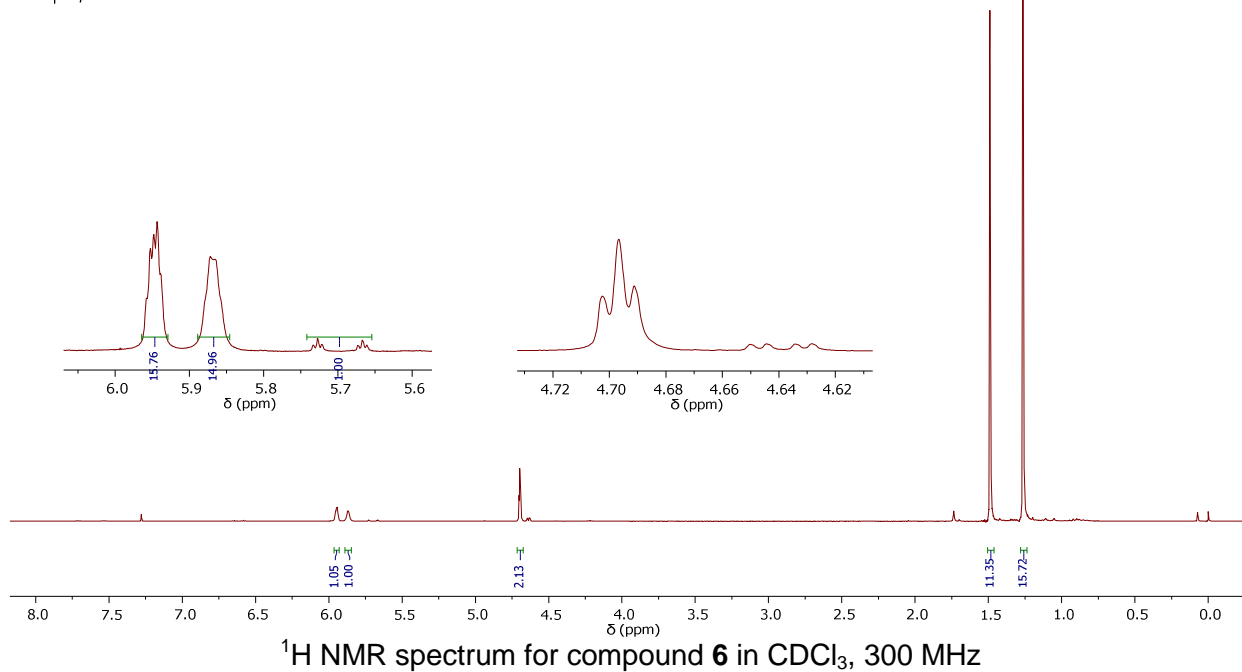 15.76
14.96
1.00
6.0 5.9 5.8 5.7 5.6
δ (ppm)
4.72 4.70 4.68 4.66 4.64 4.62
δ (ppm)
1.05
1.00
2.13
11.35
15.72
8.0 7.5 7.0 6.5 6.0 5.5 5.0 4.5 4.0 3.5 3.0 2.5 2.0 1.5 1.0 0.5 0.0
δ (ppm)
¹H NMR spectrum for compound 6 in CDCl₃, 300 MHz